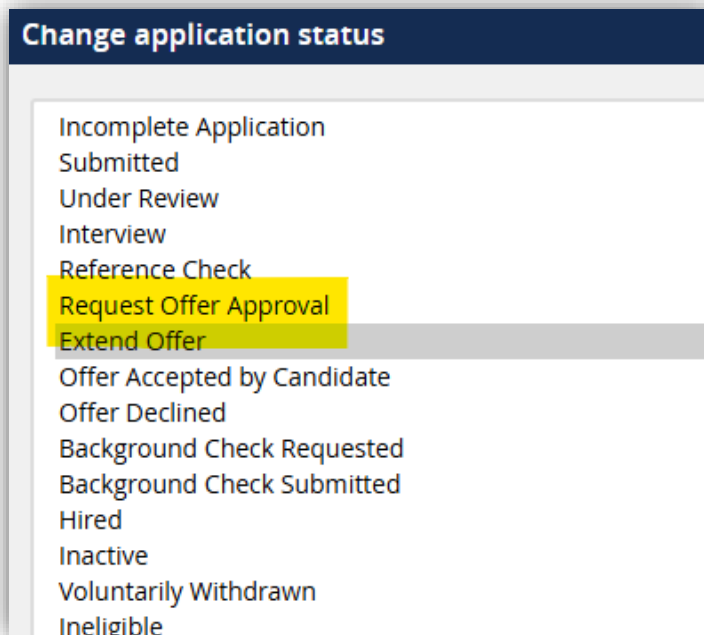 Change application status
Incomplete Application
Submitted
Under Review
Interview
Reference Check
Request Offer Approval
Extend Offer
Offer Accepted by Candidate
Offer Declined
Background Check Requested
Background Check Submitted
Hired
Inactive
Voluntarily Withdrawn
Ineligible